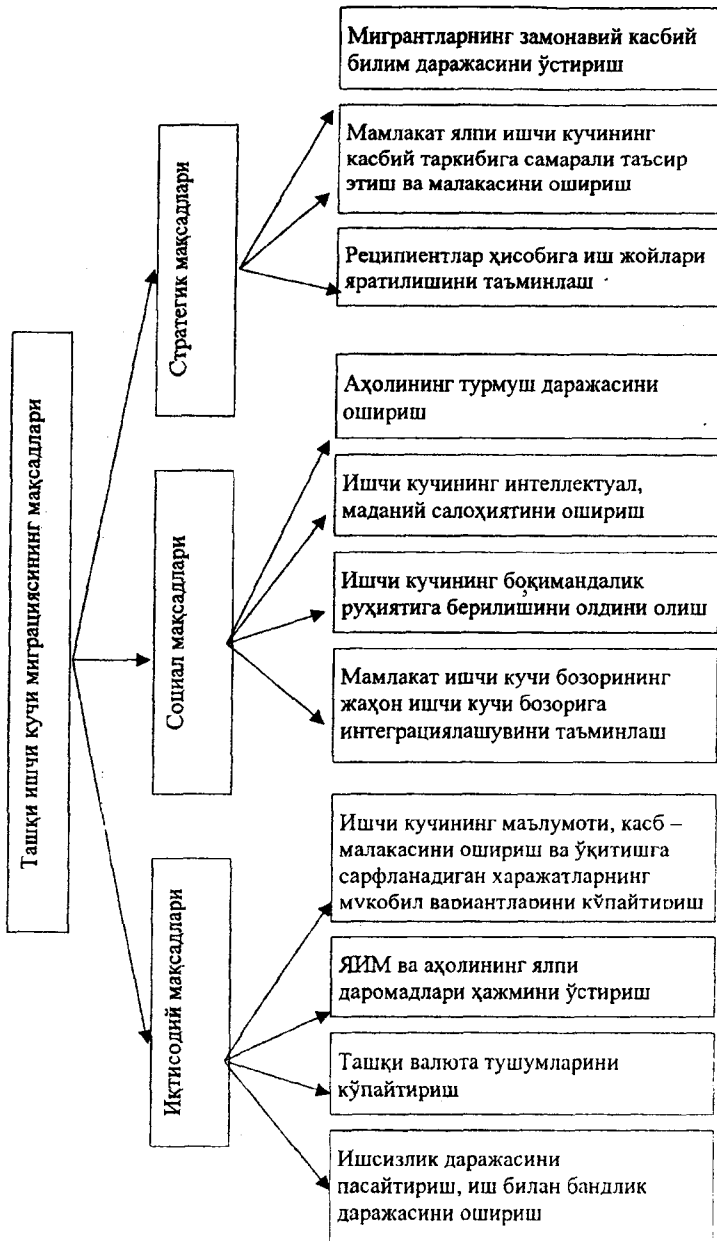 Ташқи ишчи кучи миграциясининг мақсадлари
Стратегик мақсадлари
Мигрантларнинг замонавий касбий
билим даражасини ўстириш
Мамлакат ялпи ишчи кучининг
касбий таркибига самарали таъсир
этиш ва малакасини ошириш
Реципиентлар ҳисобига иш жойлари
яратилишини таъминлаш
Социал мақсадлари
Аҳолининг турмуш даражасини
ошириш
Ишчи кучининг интеллектуал,
маданий салоҳиятини ошириш
Ишчи кучининг боқимандалик
руҳиятига берилишини олдини олиш
Мамлакат ишчи кучи бозорининг
жаҳон ишчи кучи бозорига
интеграциялашувини таъминлаш
Иқтисодий мақсадлари
Ишчи кучининг маълумоти, касб –
малакасини ошириш ва ўқитишга
сарфланадиган харажатларнинг
муқобил вариантларини кўпайтириш
ЯИМ ва аҳолининг ялпи
даромадлари ҳажмини ўстириш
Ташқи валюта тушумларини
кўпайтириш
Ишсизлик даражасини
пасайтириш, иш билан бандлик
даражасини ошириш